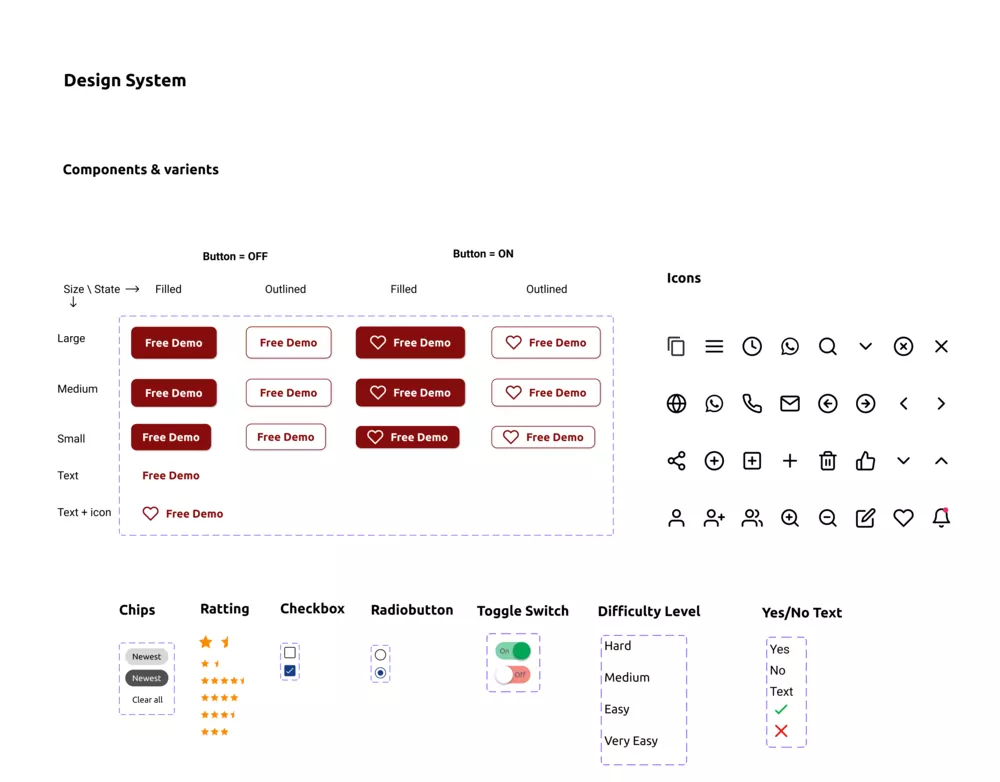 Design System
Components & varients
Button = OFF
Button = ON
Size \ State → Filled Outlined Filled Outlined
↓
Icons
Large Free Demo Free Demo Free Demo Free Demo
Medium Free Demo Free Demo Free Demo Free Demo
Small Free Demo Free Demo Free Demo Free Demo
Text Free Demo
Text + icon Free Demo
Chips
Newest
Newest
Clear all
Ratting
Checkbox
Radiobutton
Toggle Switch
On
Off
Difficulty Level
Hard
Medium
Easy
Very Easy
Yes/No Text
Yes
No
Text